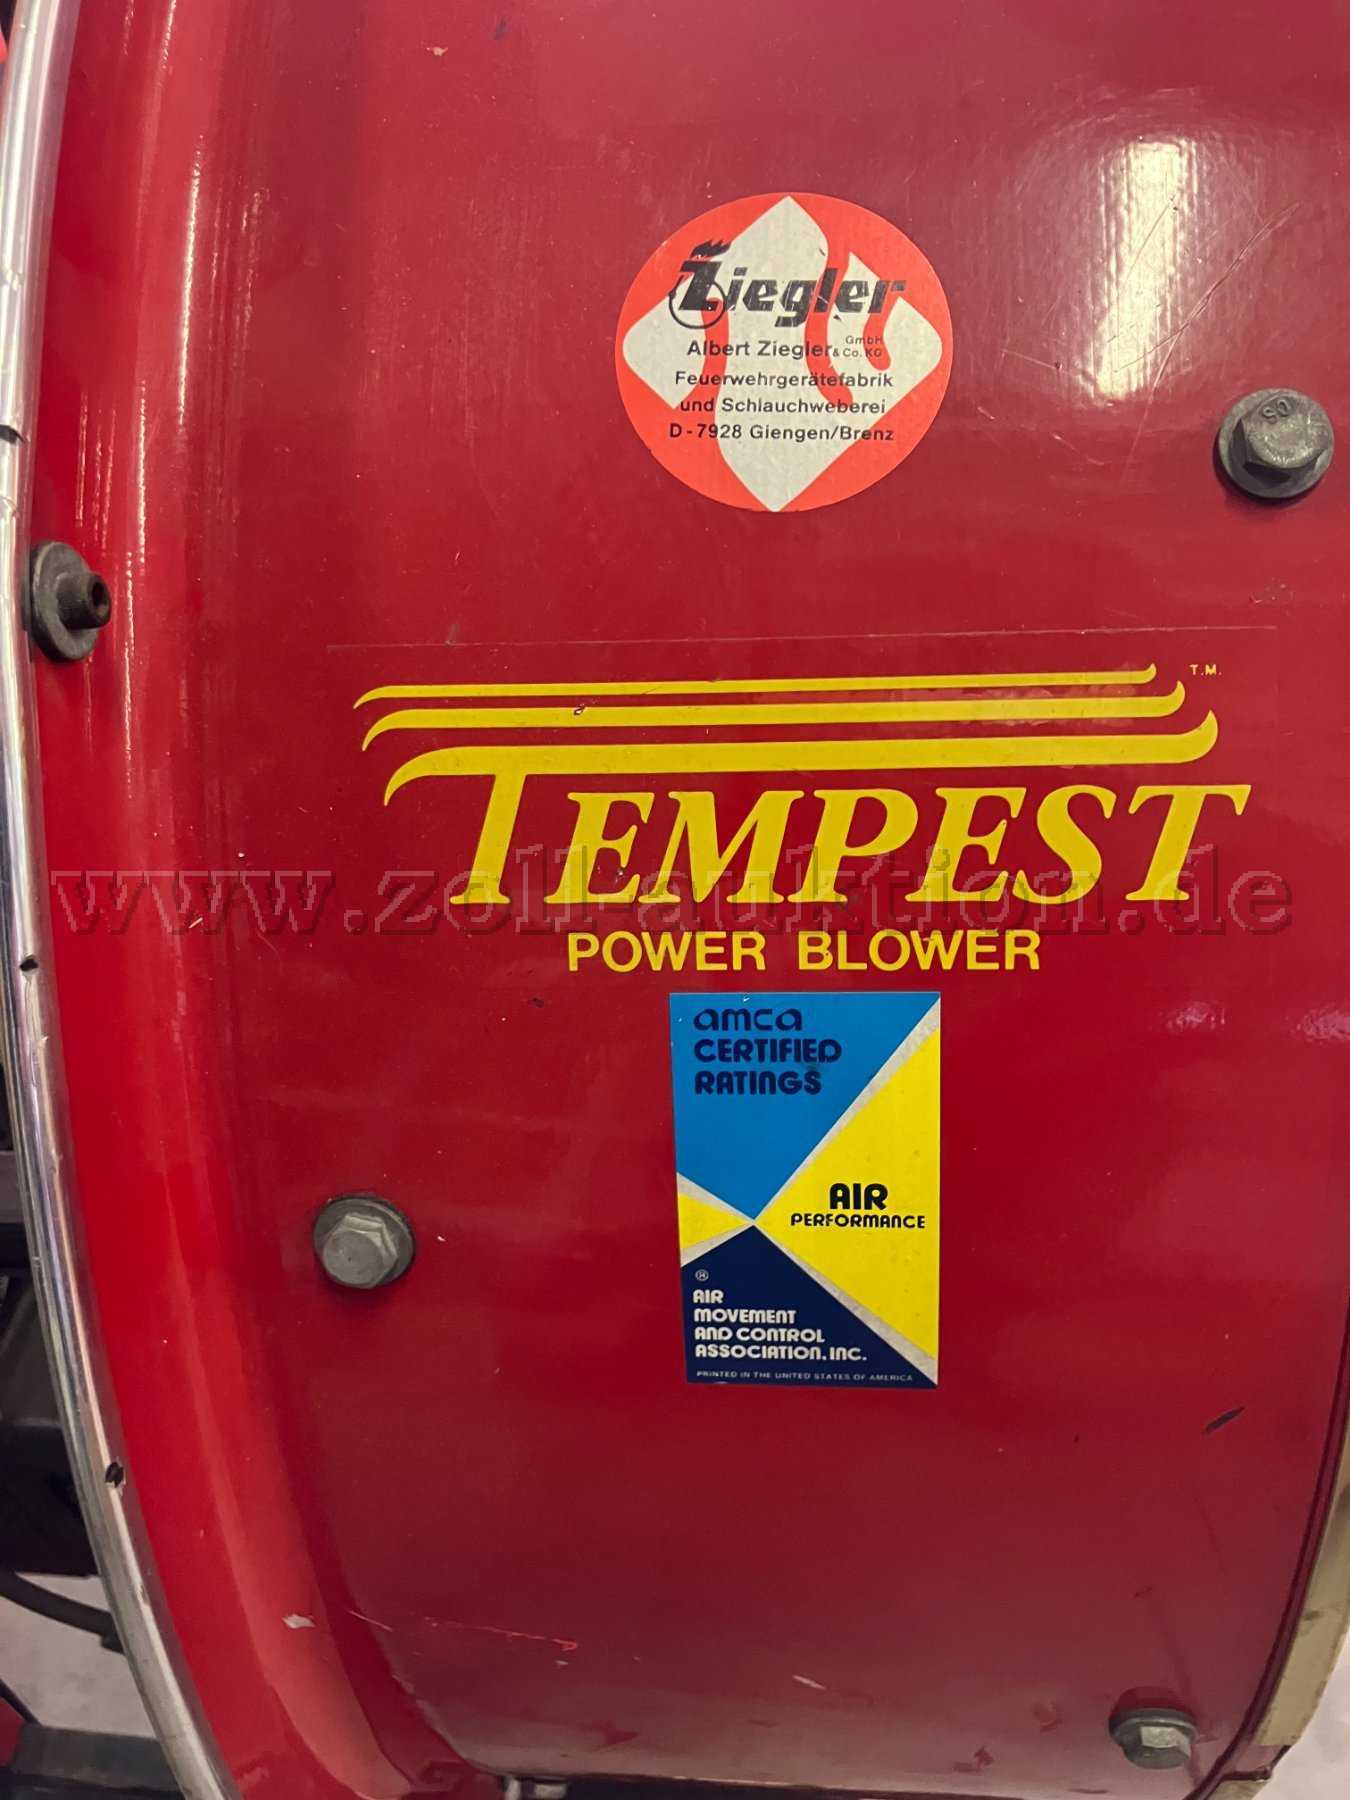 Ziegler
Albert Ziegler GmbH & Co. KG
Feuerwehrgerätefabrik
und Schlauchweberei
D-7928 Giengen/Brenz
05
T.M.
TEMPEST
www.zoll-auktion.de
POWER BLOWER
amca
CERTIFIED
RATINGS
AIR
PERFORMANCE
®
AIR
MOVEMENT
AND CONTROL
ASSOCIATION, INC.
PRINTED IN THE UNITED STATES OF AMERICA